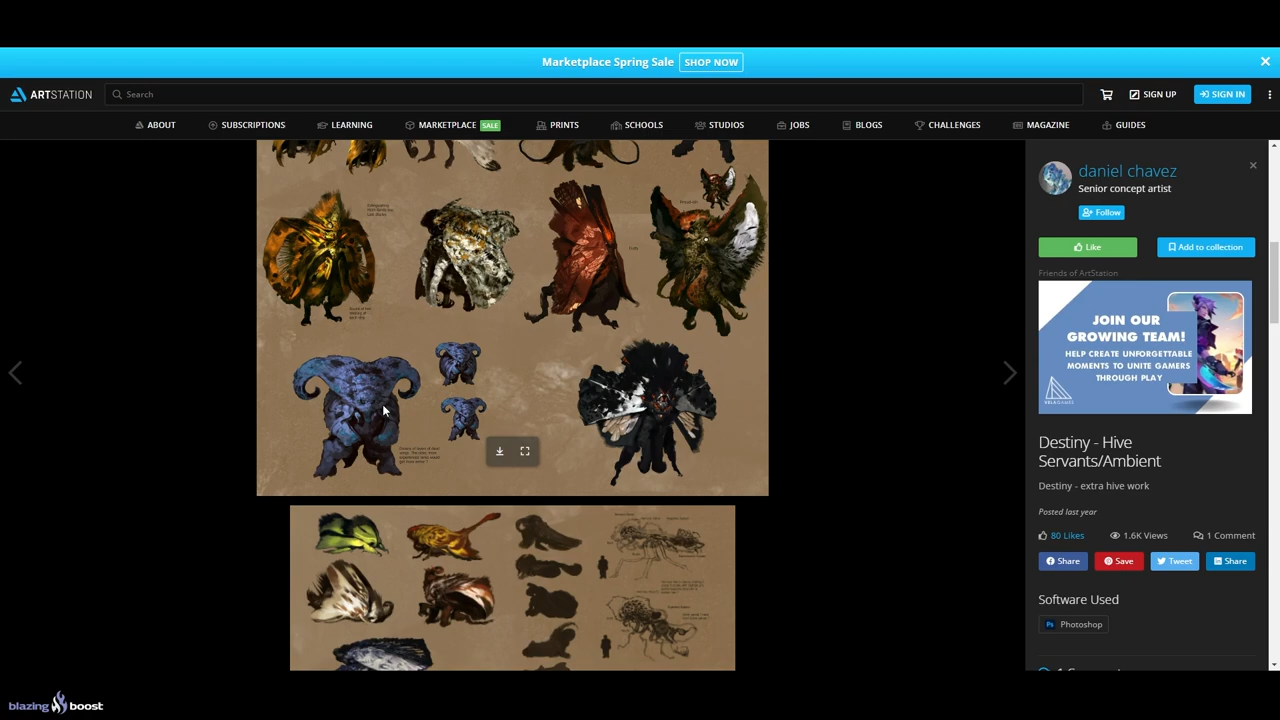 Marketplace Spring Sale SHOP NOW
ARTSTATION Search SIGN UP SIGN IN
ABOUT SUBSCRIPTIONS LEARNING MARKETPLACE SALE PRINTS SCHOOLS STUDIOS JOBS BLOGS CHALLENGES MAGAZINE GUIDES
daniel chavez
Senior concept artist
Follow
Like Add to collection
Friends of ArtStation
JOIN OUR
GROWING TEAM!
HELP CREATE UNFORGETTABLE
MOMENTS TO UNITE GAMERS
THROUGH PLAY
Destiny - Hive
Servants/Ambient
Destiny - extra hive work
Posted last year
80 Likes 1.6K Views 1 Comment
Share Save Tweet Share
Software Used
Ps Photoshop
blazing boost